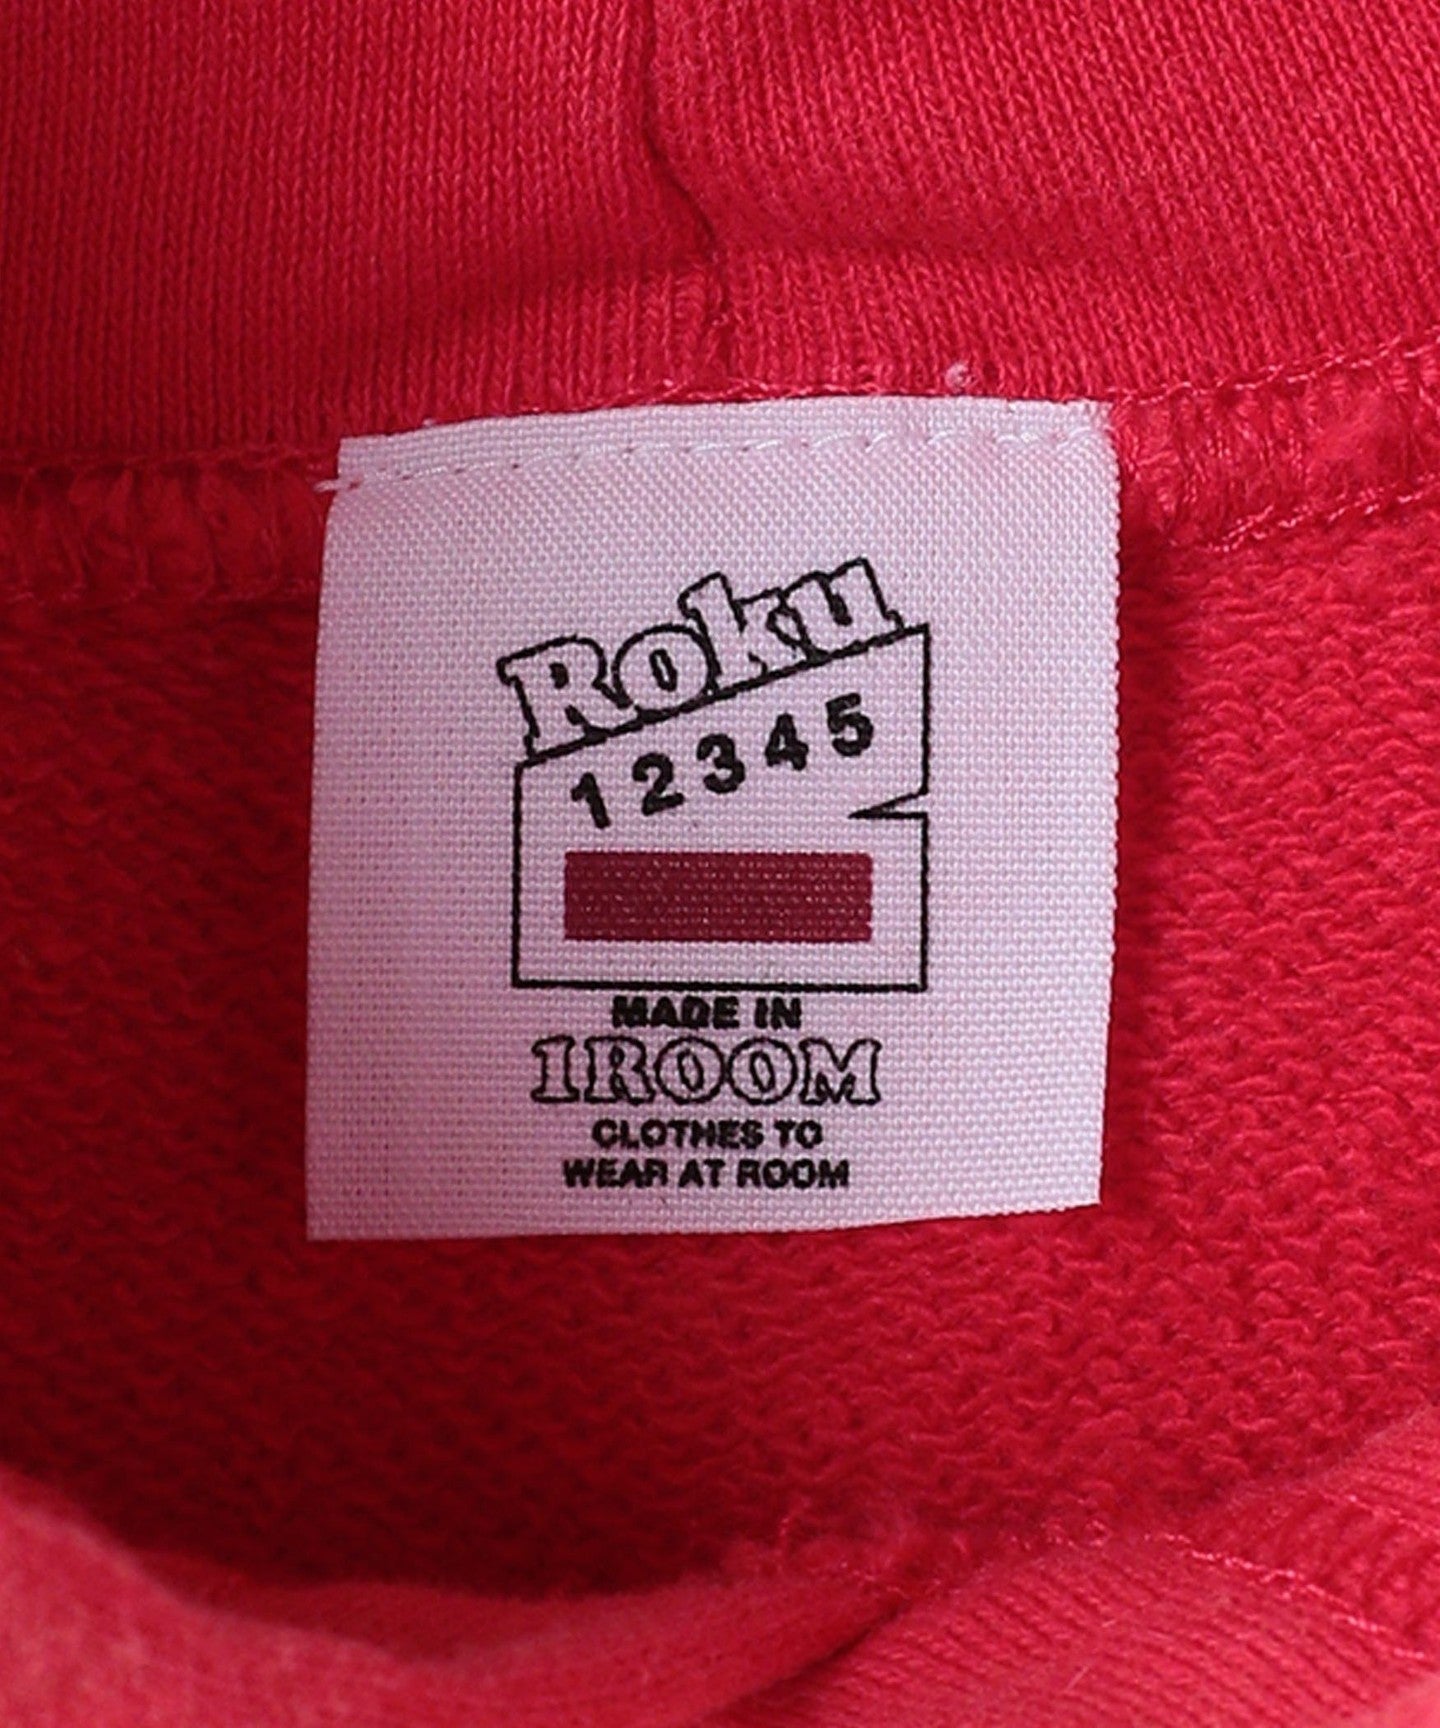 Roku
12345
MADE IN
1ROOM
CLOTHES TO
WEAR AT ROOM